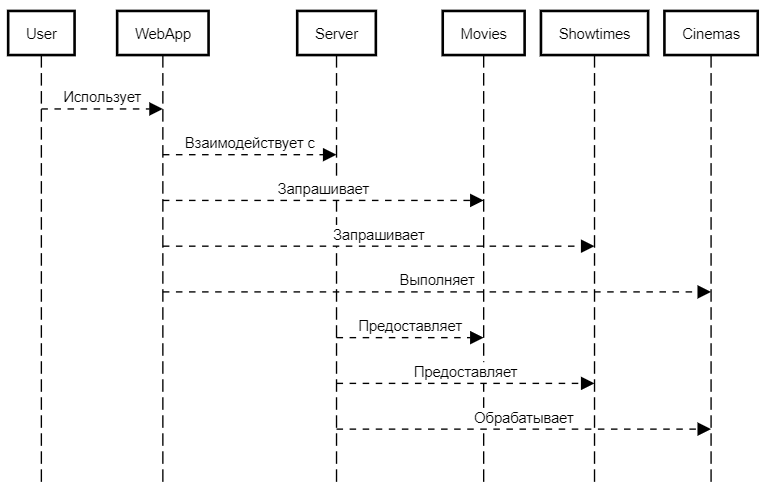 User WebApp Server Movies Showtimes Cinemas
Использует
Взаимодействует с
Запрашивает
Запрашивает
Выполняет
Предоставляет
Предоставляет
Обрабатывает